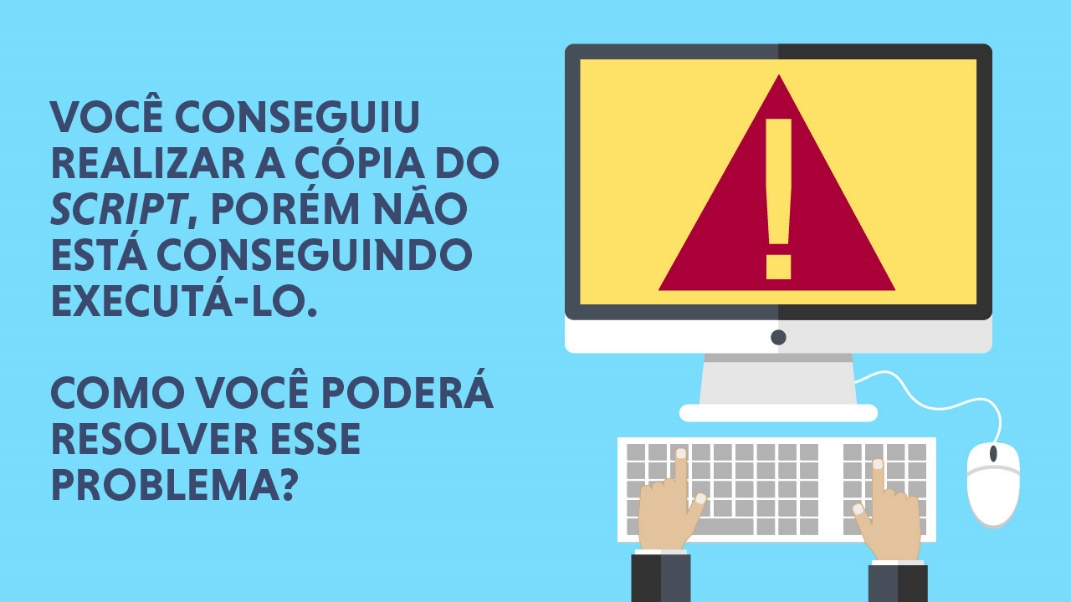 VOCÊ CONSEGUIU
REALIZAR A CÓPIA DO
SCRIPT, PORÉM NÃO
ESTÁ CONSEGUINDO
EXECUTÁ-LO.
COMO VOCÊ PODERÁ
RESOLVER ESSE
PROBLEMA?
!